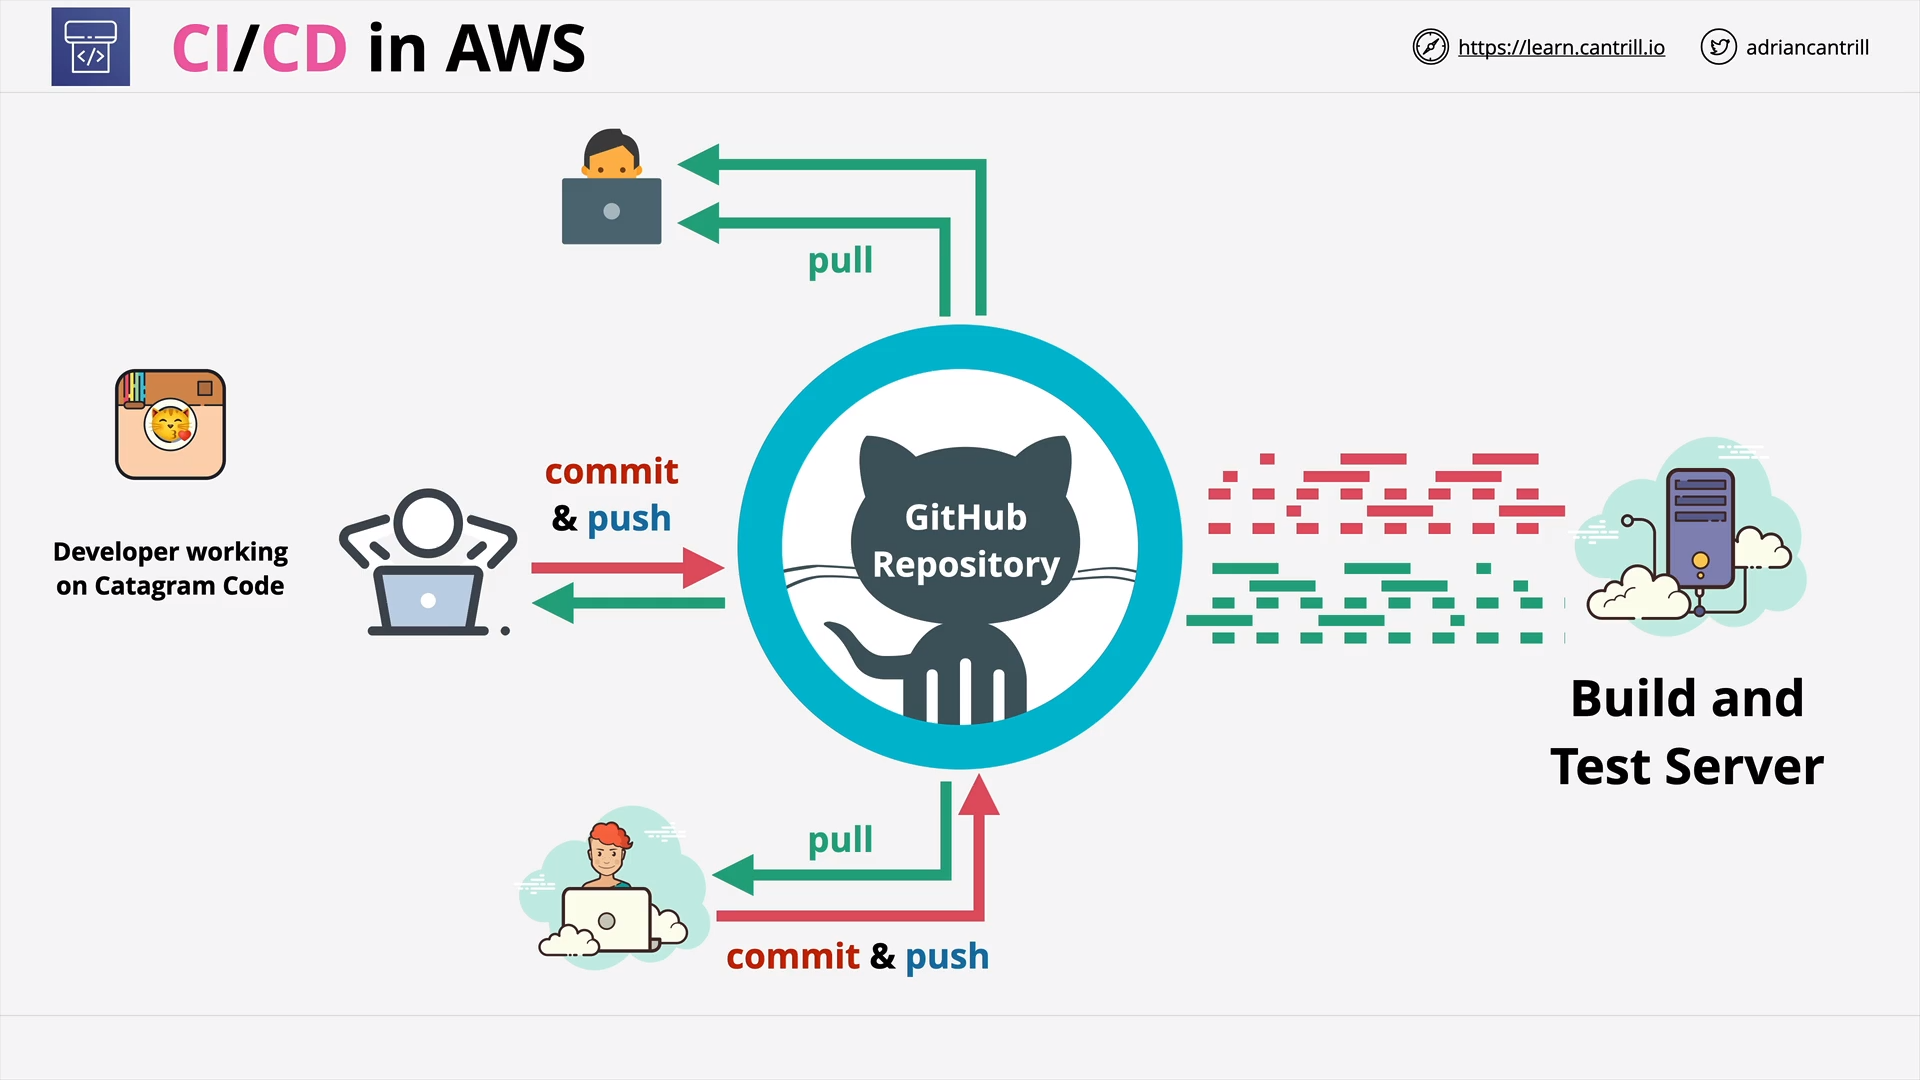 CI/CD in AWS
https://learn.cantrill.io
adriancantrill
pull
commit
& push
Developer working
on Catagram Code
GitHub
Repository
Build and
Test Server
pull
commit & push